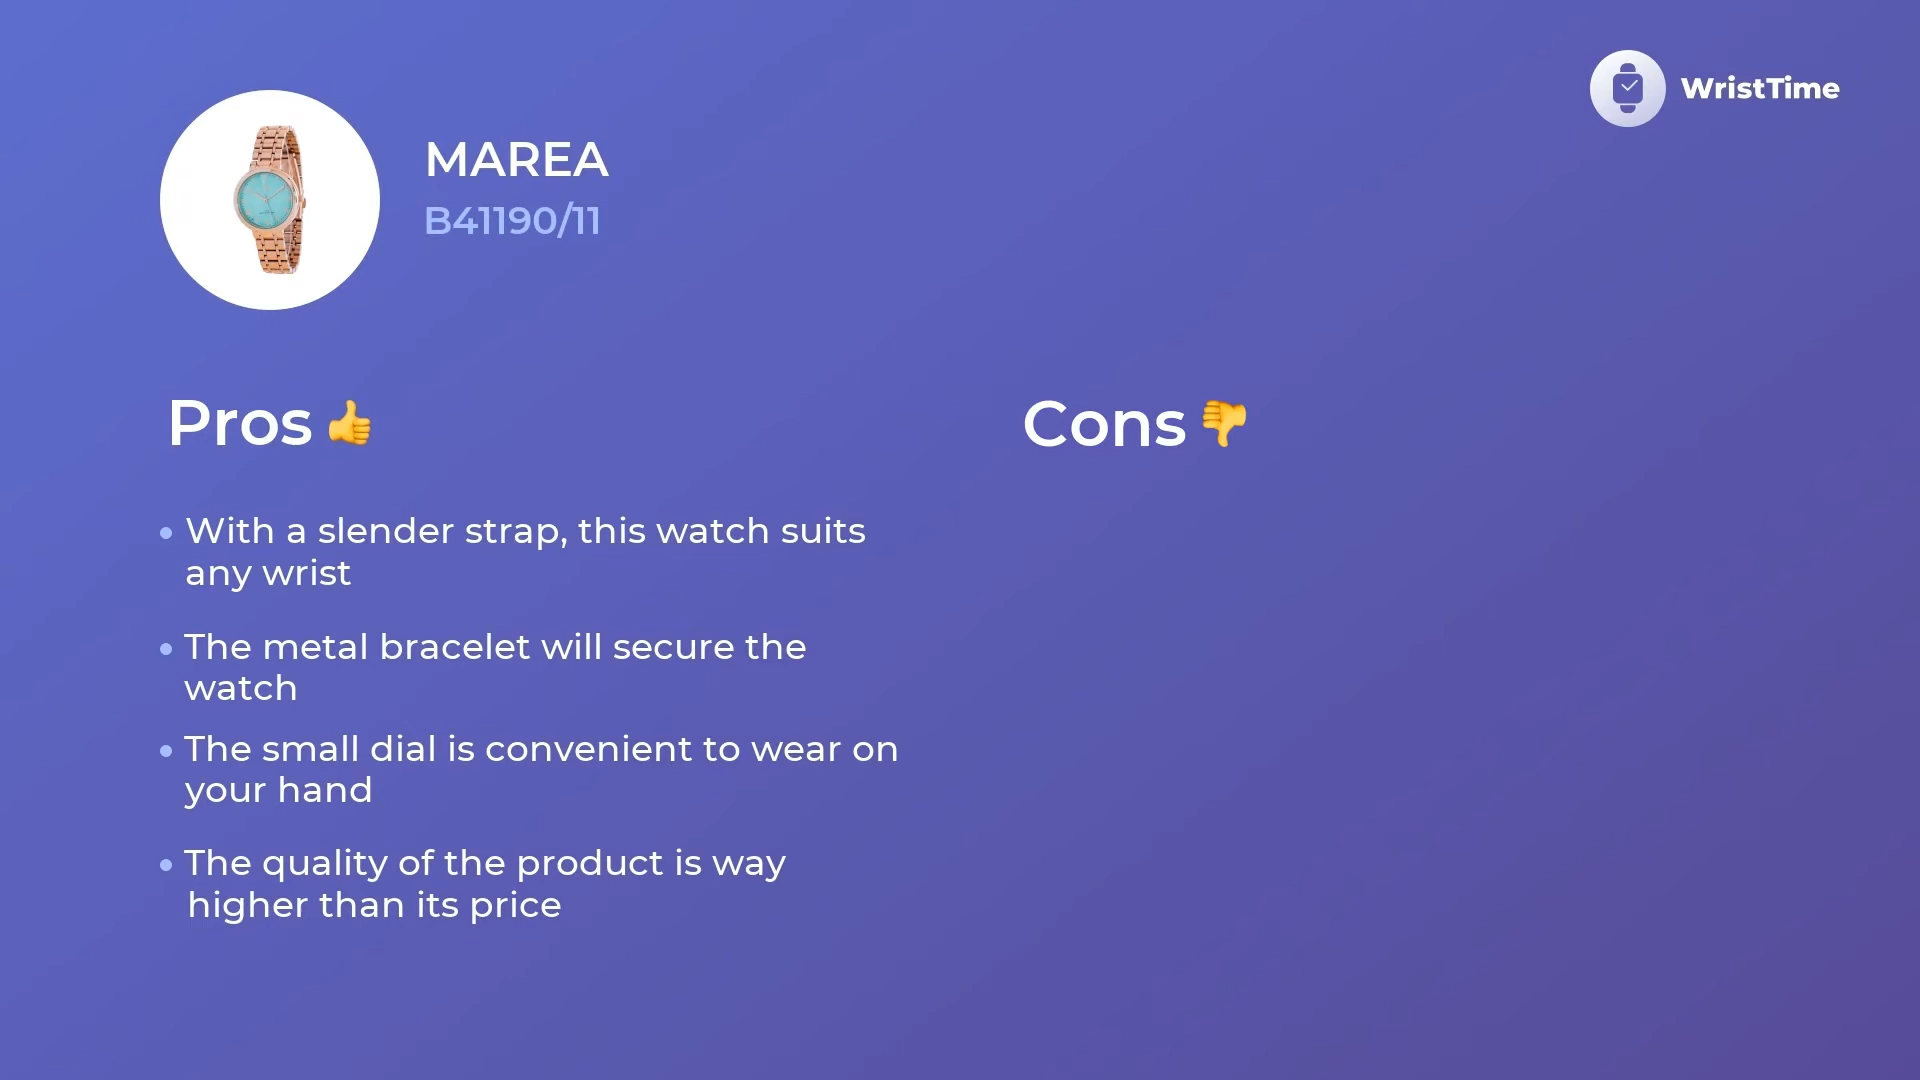 WristTime
MAREA
B41190/11
Pros
With a slender strap, this watch suits
any wrist
The metal bracelet will secure the
watch
The small dial is convenient to wear on
your hand
The quality of the product is way
higher than its price
Cons